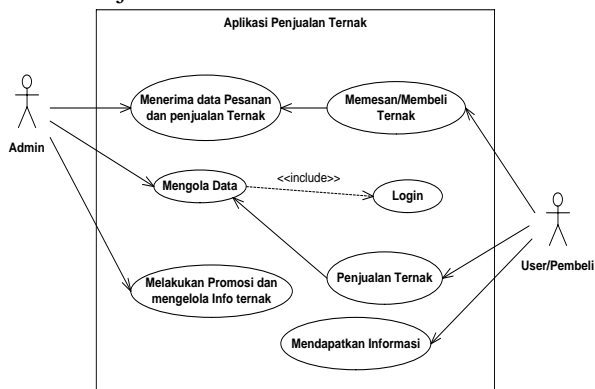 Aplikasi Penjualan Ternak
Menerima data Pesanan
dan penjualan Ternak
Memesan/Membeli
Ternak
Admin
<<include>>
Mengola Data
Login
Penjualan Ternak
User/Pembeli
Melakukan Promosi dan
mengelola Info ternak
Mendapatkan Informasi